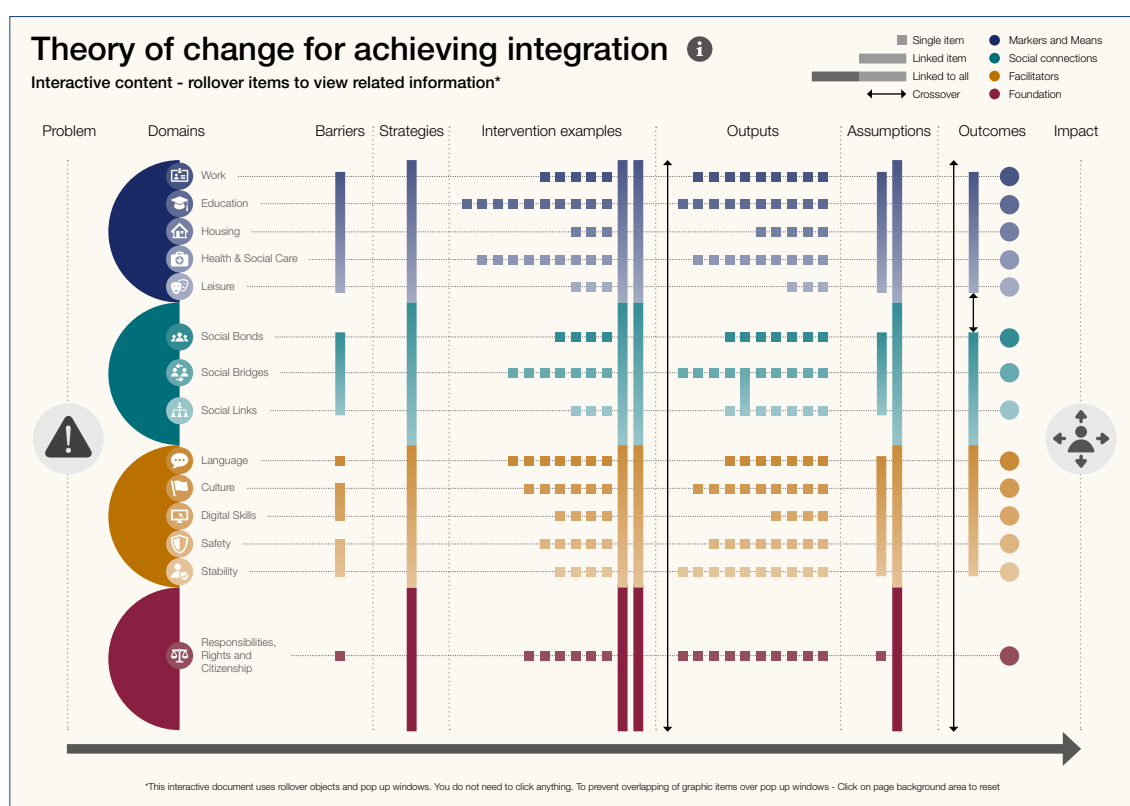 Theory of change for achieving integration
i
Interactive content - rollover items to view related information*
Single item
Linked item
Linked to all
Crossover
Markers and Means
Social connections
Facilitators
Foundation
Problem
Domains
Barriers
Strategies
Intervention examples
Outputs
Assumptions
Outcomes
Impact
Work
Education
Housing
Health & Social Care
Leisure
Social Bonds
Social Bridges
Social Links
Language
Culture
Digital Skills
Safety
Stability
Responsibilities,
Rights and
Citizenship
*This interactive document uses rollover objects and pop up windows. You do not need to click anything. To prevent overlapping of graphic items over pop up windows - Click on page background area to reset